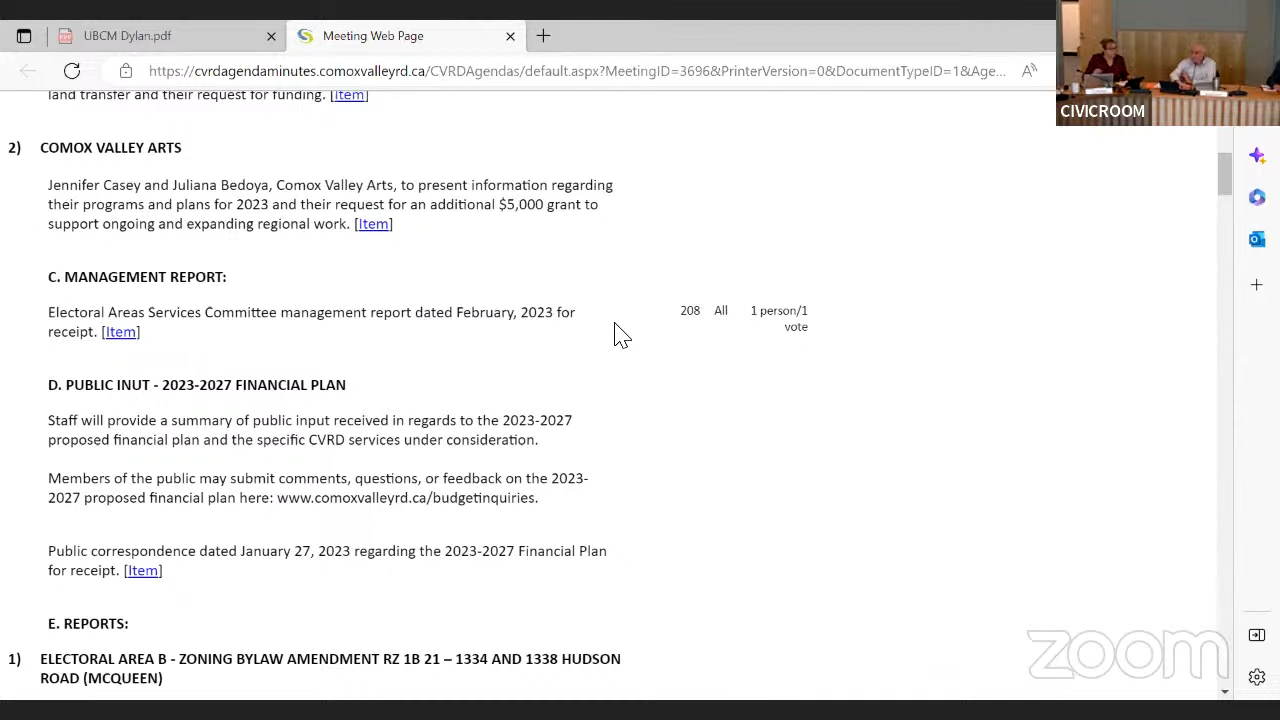 UBCM Dylan.pdf
Meeting Web Page
https://cvrdagendaminutes.comoxvalleyrd.ca/CVRDAgendas/default.aspx?MeetingID=3696&PrinterVersion=0&DocumentTypeID=1&Age...
CIVICROOM
land transfer and their request for funding. [Item]
2) COMOX VALLEY ARTS
Jennifer Casey and Juliana Bedoya, Comox Valley Arts, to present information regarding
their programs and plans for 2023 and their request for an additional $5,000 grant to
support ongoing and expanding regional work. [Item]
C. MANAGEMENT REPORT:
Electoral Areas Services Committee management report dated February, 2023 for
receipt. [Item]
208 All 1 person/1
vote
D. PUBLIC INUT - 2023-2027 FINANCIAL PLAN
Staff will provide a summary of public input received in regards to the 2023-2027
proposed financial plan and the specific CVRD services under consideration.
Members of the public may submit comments, questions, or feedback on the 2023-
2027 proposed financial plan here: www.comoxvalleyrd.ca/budgetinquiries.
Public correspondence dated January 27, 2023 regarding the 2023-2027 Financial Plan
for receipt. [Item]
E. REPORTS:
1) ELECTORAL AREA B - ZONING BYLAW AMENDMENT RZ 1B 21 – 1334 AND 1338 HUDSON
ROAD (MCQUEEN)
zoom